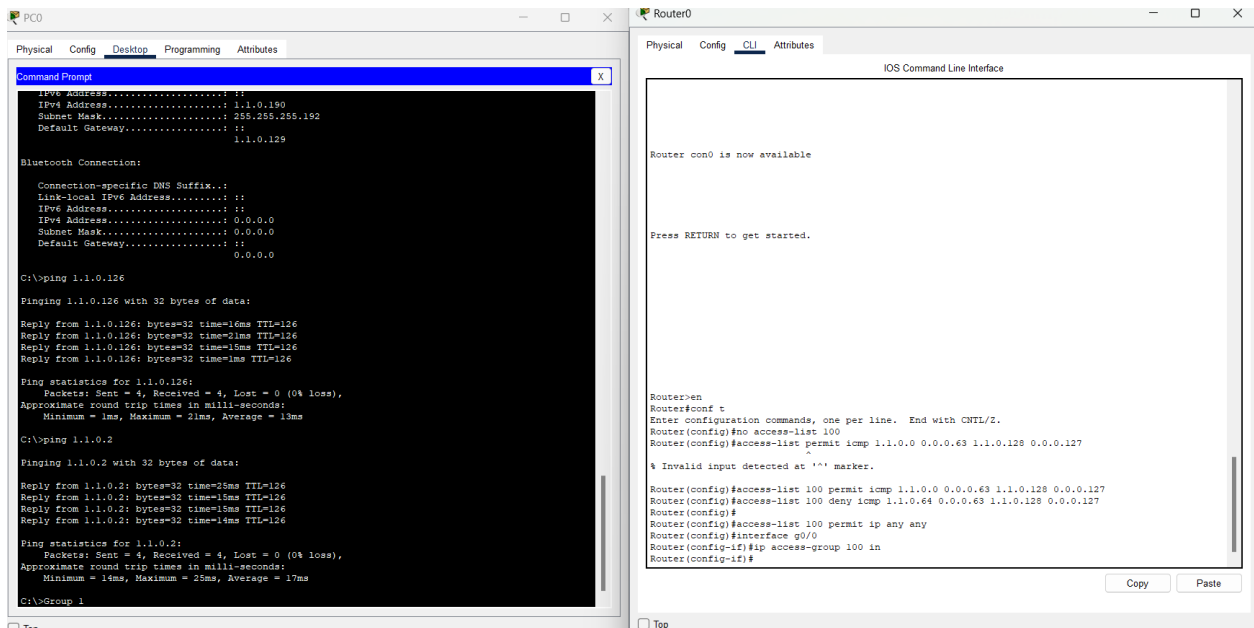 PC0
Physical Config Desktop Programming Attributes
Command Prompt
X
IPv6 Address....................: ::
IPv4 Address....................: 1.1.0.190
Subnet Mask.....................: 255.255.255.192
Default Gateway.................: ::
1.1.0.129
Bluetooth Connection:
Connection-specific DNS Suffix..:
Link-local IPv6 Address.........: ::
IPv6 Address....................: ::
IPv4 Address....................: 0.0.0.0
Subnet Mask.....................: 0.0.0.0
Default Gateway.................: ::
0.0.0.0
C:\>ping 1.1.0.126
Pinging 1.1.0.126 with 32 bytes of data:
Reply from 1.1.0.126: bytes=32 time=16ms TTL=126
Reply from 1.1.0.126: bytes=32 time=21ms TTL=126
Reply from 1.1.0.126: bytes=32 time=15ms TTL=126
Reply from 1.1.0.126: bytes=32 time=1ms TTL=126
Ping statistics for 1.1.0.126:
Packets: Sent = 4, Received = 4, Lost = 0 (0% loss),
Approximate round trip times in milli-seconds:
Minimum = 1ms, Maximum = 21ms, Average = 13ms
C:\>ping 1.1.0.2
Pinging 1.1.0.2 with 32 bytes of data:
Reply from 1.1.0.2: bytes=32 time=25ms TTL=126
Reply from 1.1.0.2: bytes=32 time=15ms TTL=126
Reply from 1.1.0.2: bytes=32 time=15ms TTL=126
Reply from 1.1.0.2: bytes=32 time=14ms TTL=126
Ping statistics for 1.1.0.2:
Packets: Sent = 4, Received = 4, Lost = 0 (0% loss),
Approximate round trip times in milli-seconds:
Minimum = 14ms, Maximum = 25ms, Average = 17ms
C:\>Group 1
Top
Router0
Physical Config CLI Attributes
IOS Command Line Interface
Router con0 is now available
Press RETURN to get started.
Router>en
Router#conf t
Enter configuration commands, one per line. End with CNTL/Z.
Router(config)#no access-list 100
Router(config)#access-list permit icmp 1.1.0.0 0.0.0.63 1.1.0.128 0.0.0.127
^
% Invalid input detected at '^' marker.
Router(config)#access-list 100 permit icmp 1.1.0.0 0.0.0.63 1.1.0.128 0.0.0.127
Router(config)#access-list 100 deny icmp 1.1.0.64 0.0.0.63 1.1.0.128 0.0.0.127
Router(config)#
Router(config)#access-list 100 permit ip any any
Router(config)#interface g0/0
Router(config-if)#ip access-group 100 in
Router(config-if)#
Copy Paste
Top